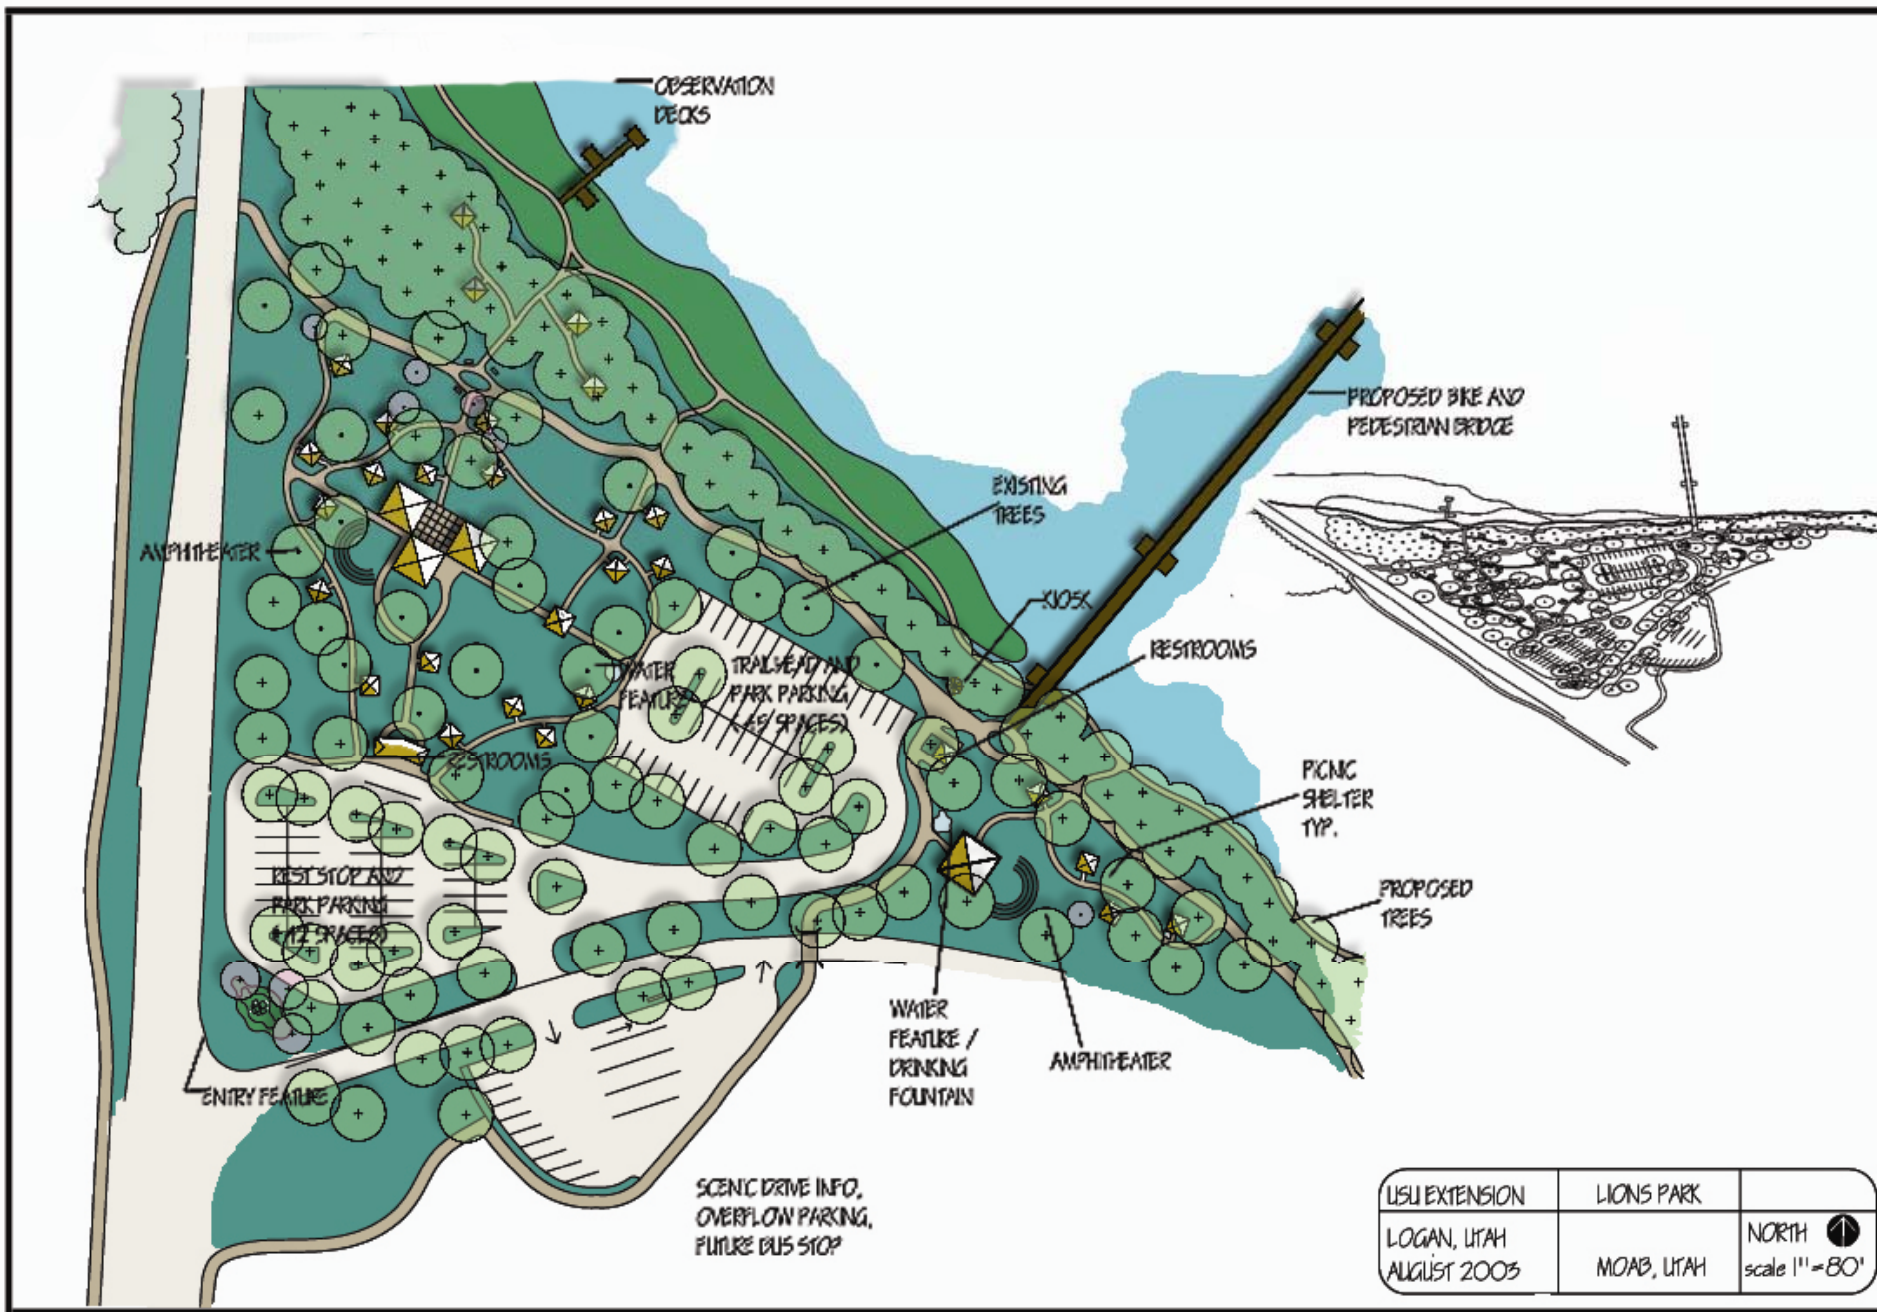 OBSERVATION
DECKS
PROPOSED BIKE AND
PEDESTRIAN BRIDGE
EXISTING
TREES
AMPHITHEATER
KIOSK
RESTROOMS
WATER
FEATURE
TRAILHEAD AND
PARK PARKING
SPACES)
RESTROOMS
PICNIC
SHELTER
TYP.
REST STOP AND
PARK PARKING
SPACES)
PROPOSED
TREES
WATER
FEATURE /
DRINKING
FOUNTAIN
AMPHITHEATER
ENTRY FEATURE
SCENIC DRIVE INFO,
OVERFLOW PARKING,
FUTURE BUS STOP
USU EXTENSION
LIONS PARK
LOGAN, UTAH
AUGUST 2003
MOAB, UTAH
NORTH
scale 1"=80'